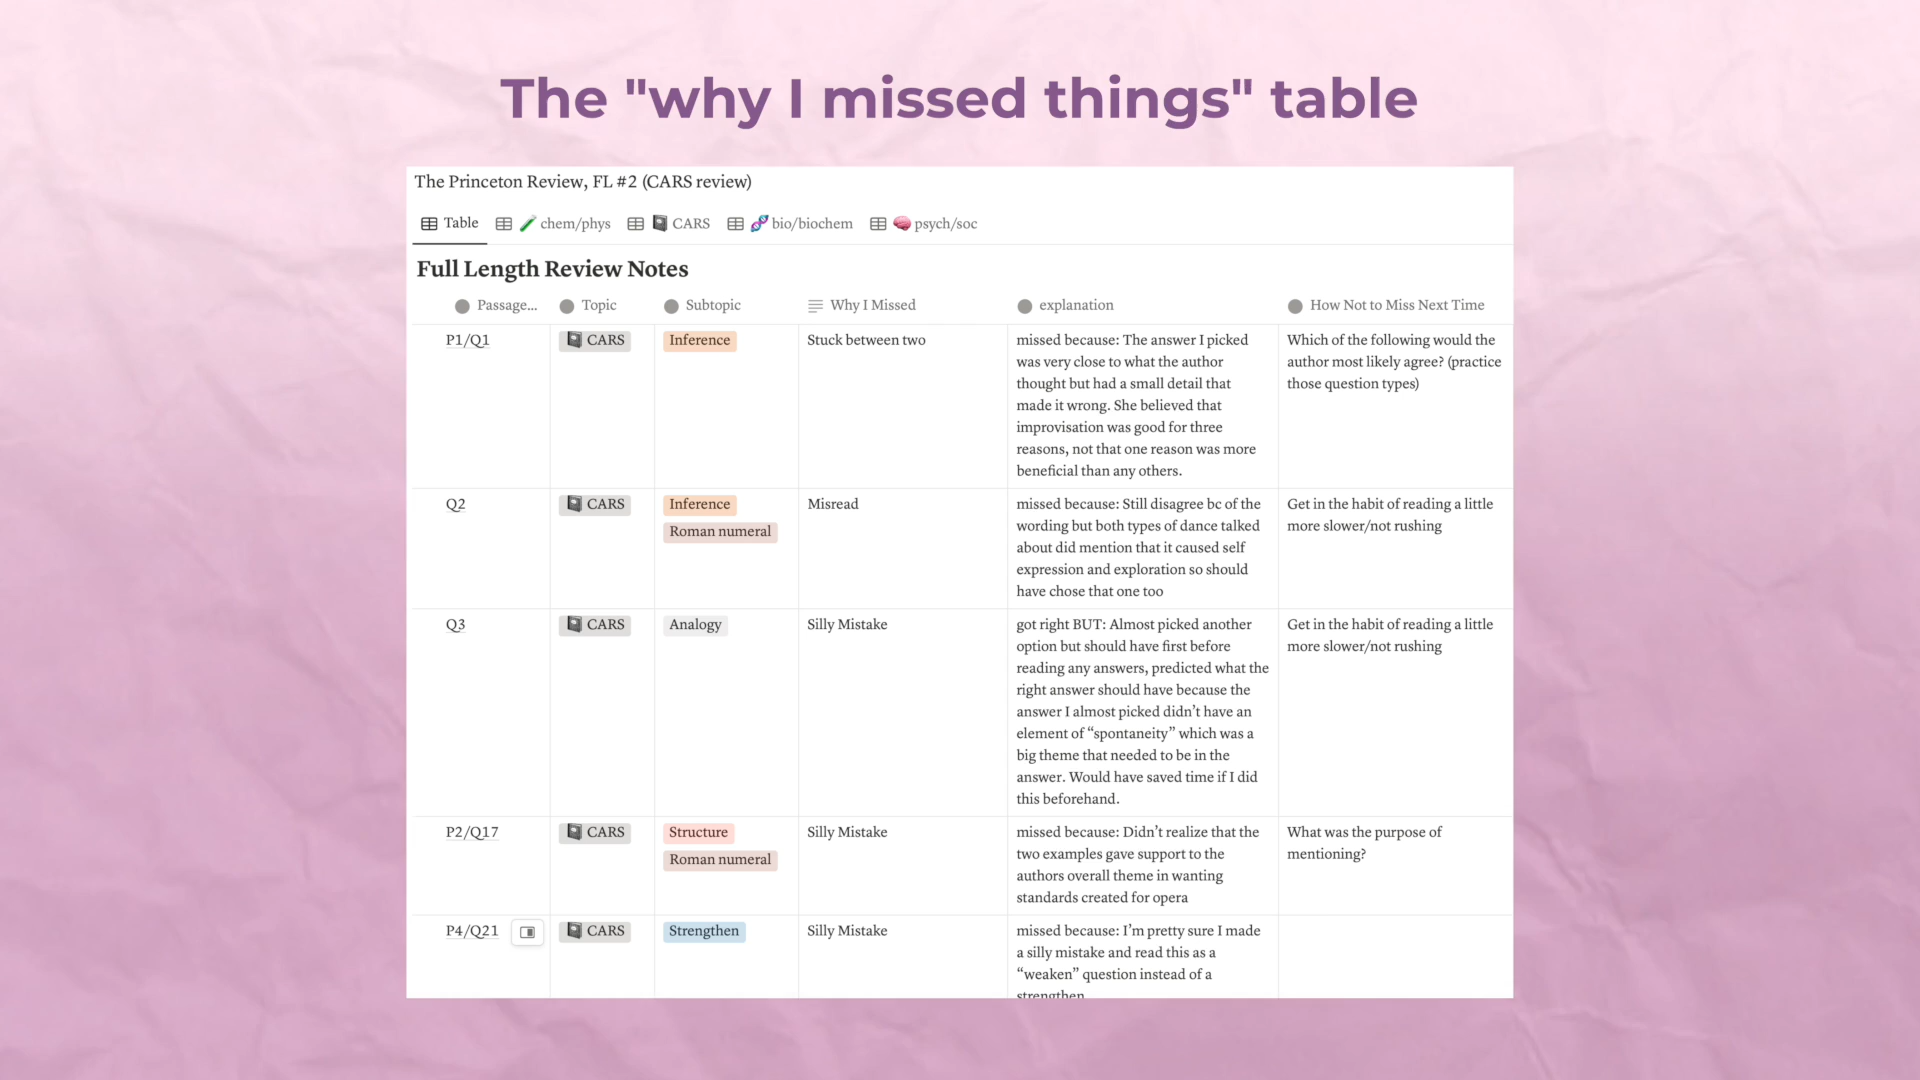 The "why I missed things" table
The Princeton Review, FL #2 (CARS review)
Table chem/phys CARS bio/biochem psych/soc
Full Length Review Notes
Passage... Topic Subtopic Why I Missed explanation How Not to Miss Next Time
P1/Q1 CARS Inference Stuck between two
missed because: The answer I picked
was very close to what the author
thought but had a small detail that
made it wrong. She believed that
improvisation was good for three
reasons, not that one reason was more
beneficial than any others.
Which of the following would the
author most likely agree? (practice
those question types)
Q2 CARS Inference
Roman numeral
Misread
missed because: Still disagree bc of the
wording but both types of dance talked
about did mention that it caused self
expression and exploration so should
have chose that one too
Get in the habit of reading a little
more slower/not rushing
Q3 CARS Analogy Silly Mistake
got right BUT: Almost picked another
option but should have first before
reading any answers, predicted what the
right answer should have because the
answer I almost picked didn’t have an
element of “spontaneity” which was a
big theme that needed to be in the
answer. Would have saved time if I did
this beforehand.
Get in the habit of reading a little
more slower/not rushing
P2/Q17 CARS Structure
Roman numeral
Silly Mistake
missed because: Didn’t realize that the
two examples gave support to the
authors overall theme in wanting
standards created for opera
What was the purpose of
mentioning?
P4/Q21 CARS Strengthen Silly Mistake
missed because: I’m pretty sure I made
a silly mistake and read this as a
“weaken” question instead of a
strengthen